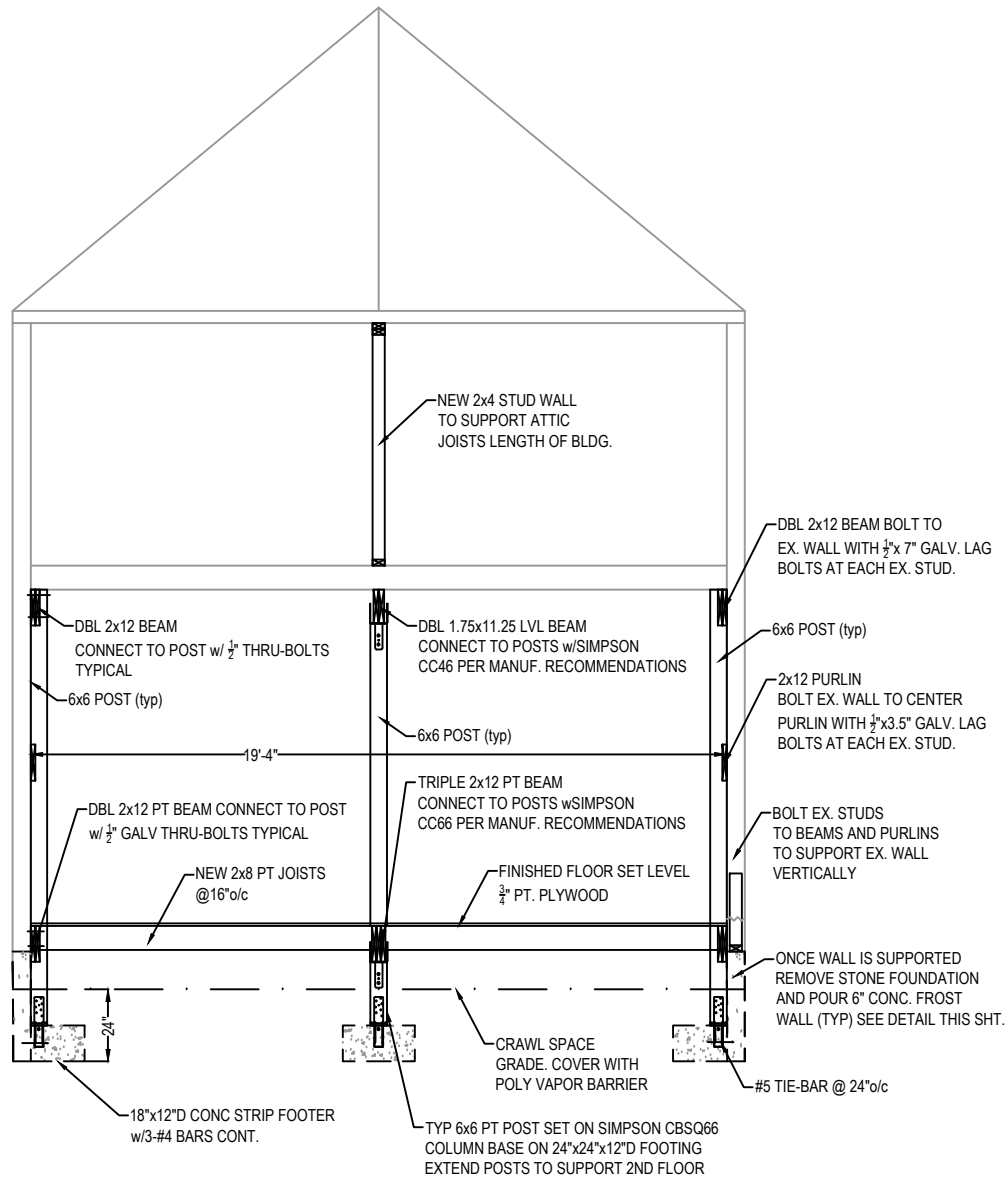 NEW 2x4 STUD WALL
TO SUPPORT ATTIC
JOISTS LENGTH OF BLDG.
DBL 2x12 BEAM BOLT TO
EX. WALL WITH ½"x 7" GALV. LAG
BOLTS AT EACH EX. STUD.
DBL 2x12 BEAM
CONNECT TO POST w/ ½" THRU-BOLTS
TYPICAL
DBL 1.75x11.25 LVL BEAM
CONNECT TO POSTS w/SIMPSON
CC46 PER MANUF. RECOMMENDATIONS
6x6 POST (typ)
6x6 POST (typ)
2x12 PURLIN
BOLT EX. WALL TO CENTER
PURLIN WITH ½"x3.5" GALV. LAG
BOLTS AT EACH EX. STUD.
6x6 POST (typ)
19'-4"
DBL 2x12 PT BEAM CONNECT TO POST
w/ ½" GALV THRU-BOLTS TYPICAL
TRIPLE 2x12 PT BEAM
CONNECT TO POSTS wSIMPSON
CC66 PER MANUF. RECOMMENDATIONS
BOLT EX. STUDS
TO BEAMS AND PURLINS
TO SUPPORT EX. WALL
VERTICALLY
NEW 2x8 PT JOISTS
@16"o/c
FINISHED FLOOR SET LEVEL
¾" PT. PLYWOOD
ONCE WALL IS SUPPORTED
REMOVE STONE FOUNDATION
AND POUR 6" CONC. FROST
WALL (TYP) SEE DETAIL THIS SHT.
24"
CRAWL SPACE
GRADE. COVER WITH
POLY VAPOR BARRIER
#5 TIE-BAR @ 24"o/c
18"x12"D CONC STRIP FOOTER
w/3-#4 BARS CONT.
TYP 6x6 PT POST SET ON SIMPSON CBSQ66
COLUMN BASE ON 24"x24"x12"D FOOTING
EXTEND POSTS TO SUPPORT 2ND FLOOR